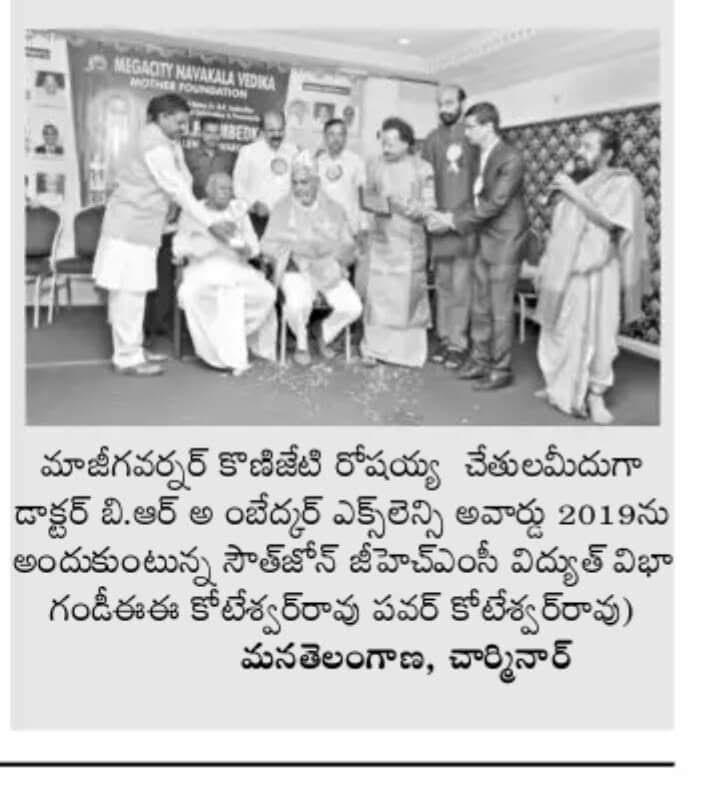 MEGACITY NAVAKALA VEDIKA
MOTHER FOUNDATION
మాజీగవర్నర్ కొణిజేటి రోషయ్య చేతులమీదుగా
డాక్టర్ బి.ఆర్ అ ంబేద్కర్ ఎక్స్‌లెన్సి అవార్డు 2019ను
అందుకుంటున్న సౌత్‌జోన్ జీహెచ్ఎంసీ విద్యుత్ విభా
గండీఈఈ కోటేశ్వర్‌రావు పవర్ కోటేశ్వర్‌రావు)
మనతెలంగాణ, చార్మినార్